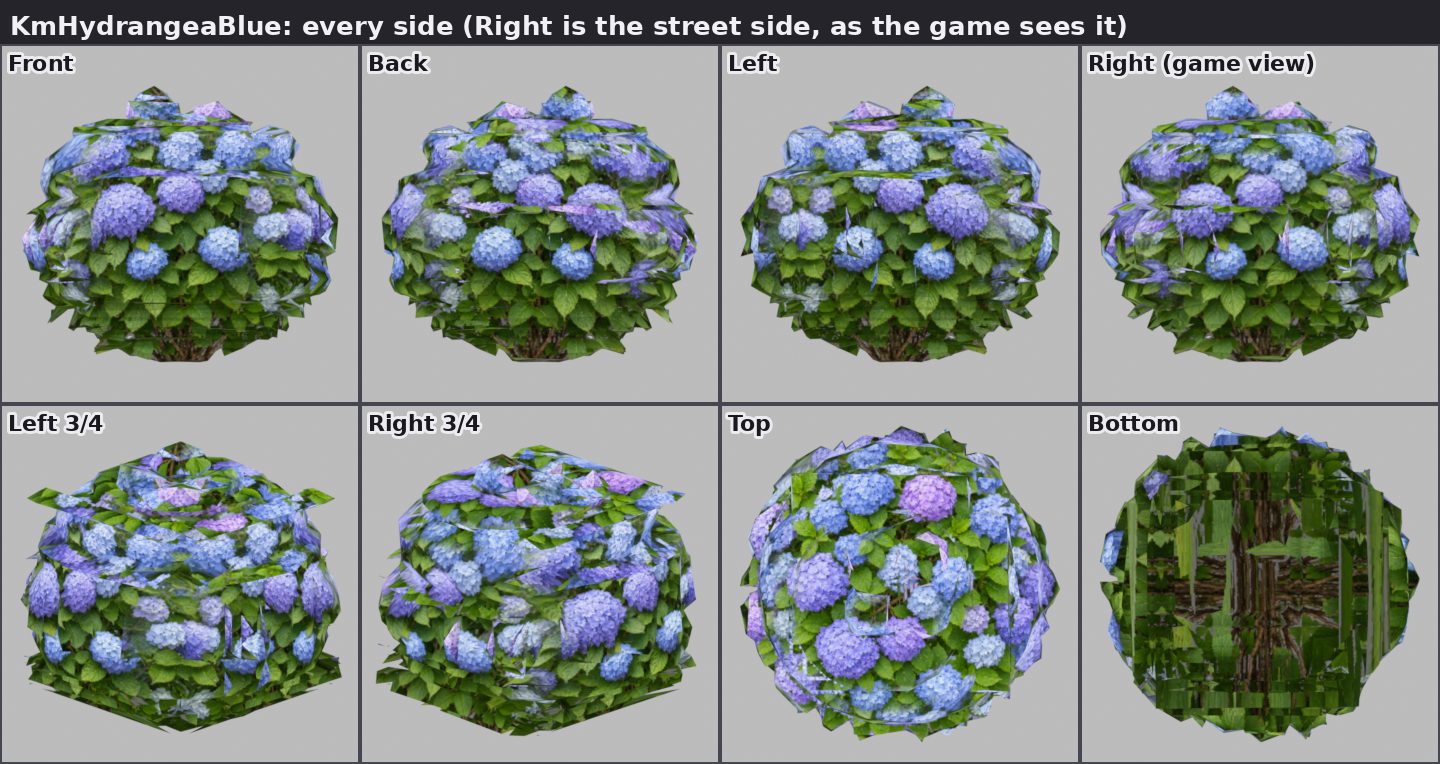 KmHydrangeaBlue: every side (Right is the street side, as the game sees it)
Front
Back
Left
Right (game view)
Left 3/4
Right 3/4
Top
Bottom